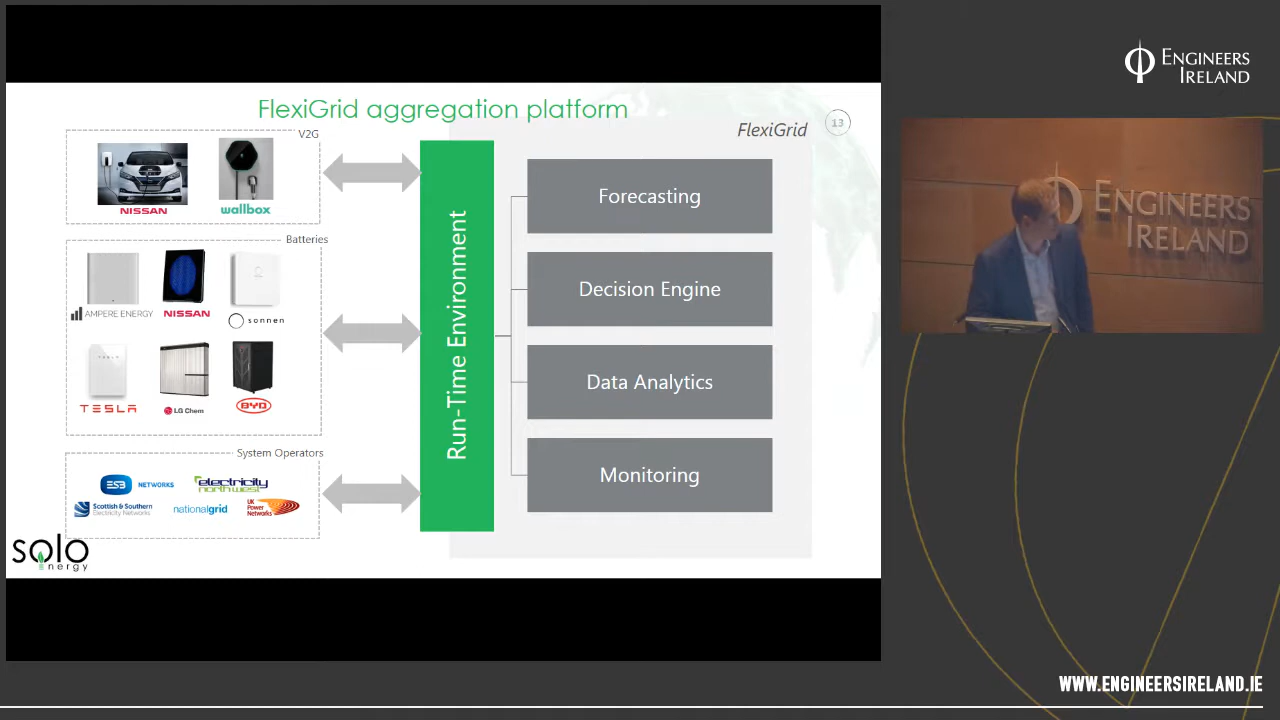 FlexiGrid aggregation platform
FlexiGrid
13
V2G
NISSAN
wallbox
Batteries
AMPERE ENERGY
NISSAN
sonnen
TESLA
LG Chem
BYD
System Operators
ESB NETWORKS
electricity
northwest
Scottish & Southern
Electricity Networks
nationalgrid
UK
Power
Networks
Run-Time Environment
Forecasting
Decision Engine
Data Analytics
Monitoring
solo
energy
ENGINEERS
IRELAND
ENGINEERS
IRELAND
WWW.ENGINEERSIRELAND.IE